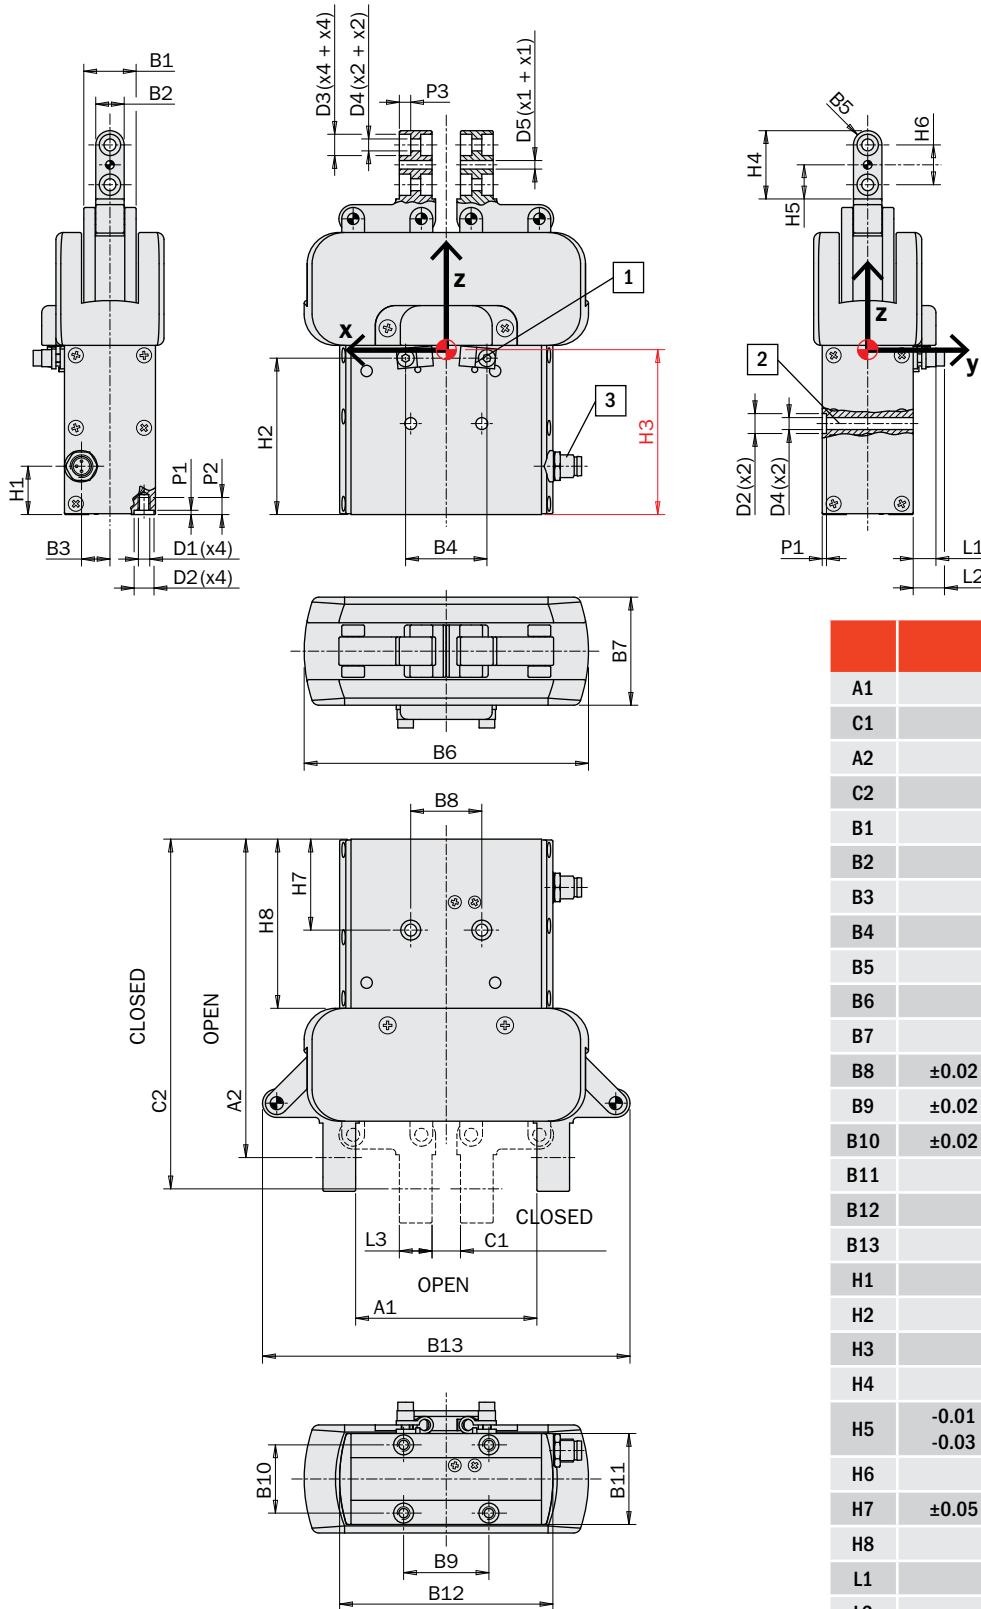 B1
B2
H1
P1
P2
B3
D1(x4)
D2(x4)
D3(x4 + x4)
D4(x2 + x2)
P3
D5(x1 + x1)
z
x
1
H2
H3
3
B4
B5
H6
H4
H5
z
y
2
D2(x2)
D4(x2)
P1
L1
L2
B7
B6
B8
H7
H8
CLOSED
OPEN
C2
A2
CLOSED
L3
C1
OPEN
A1
B13
B10
B11
B9
B12
A1
C1
A2
C2
B1
B2
B3
B4
B5
B6
B7
B8 ±0.02
B9 ±0.02
B10 ±0.02
B11
B12
B13
H1
H2
H3
H4
H5 -0.01
-0.03
H6
H7 ±0.05
H8
L1